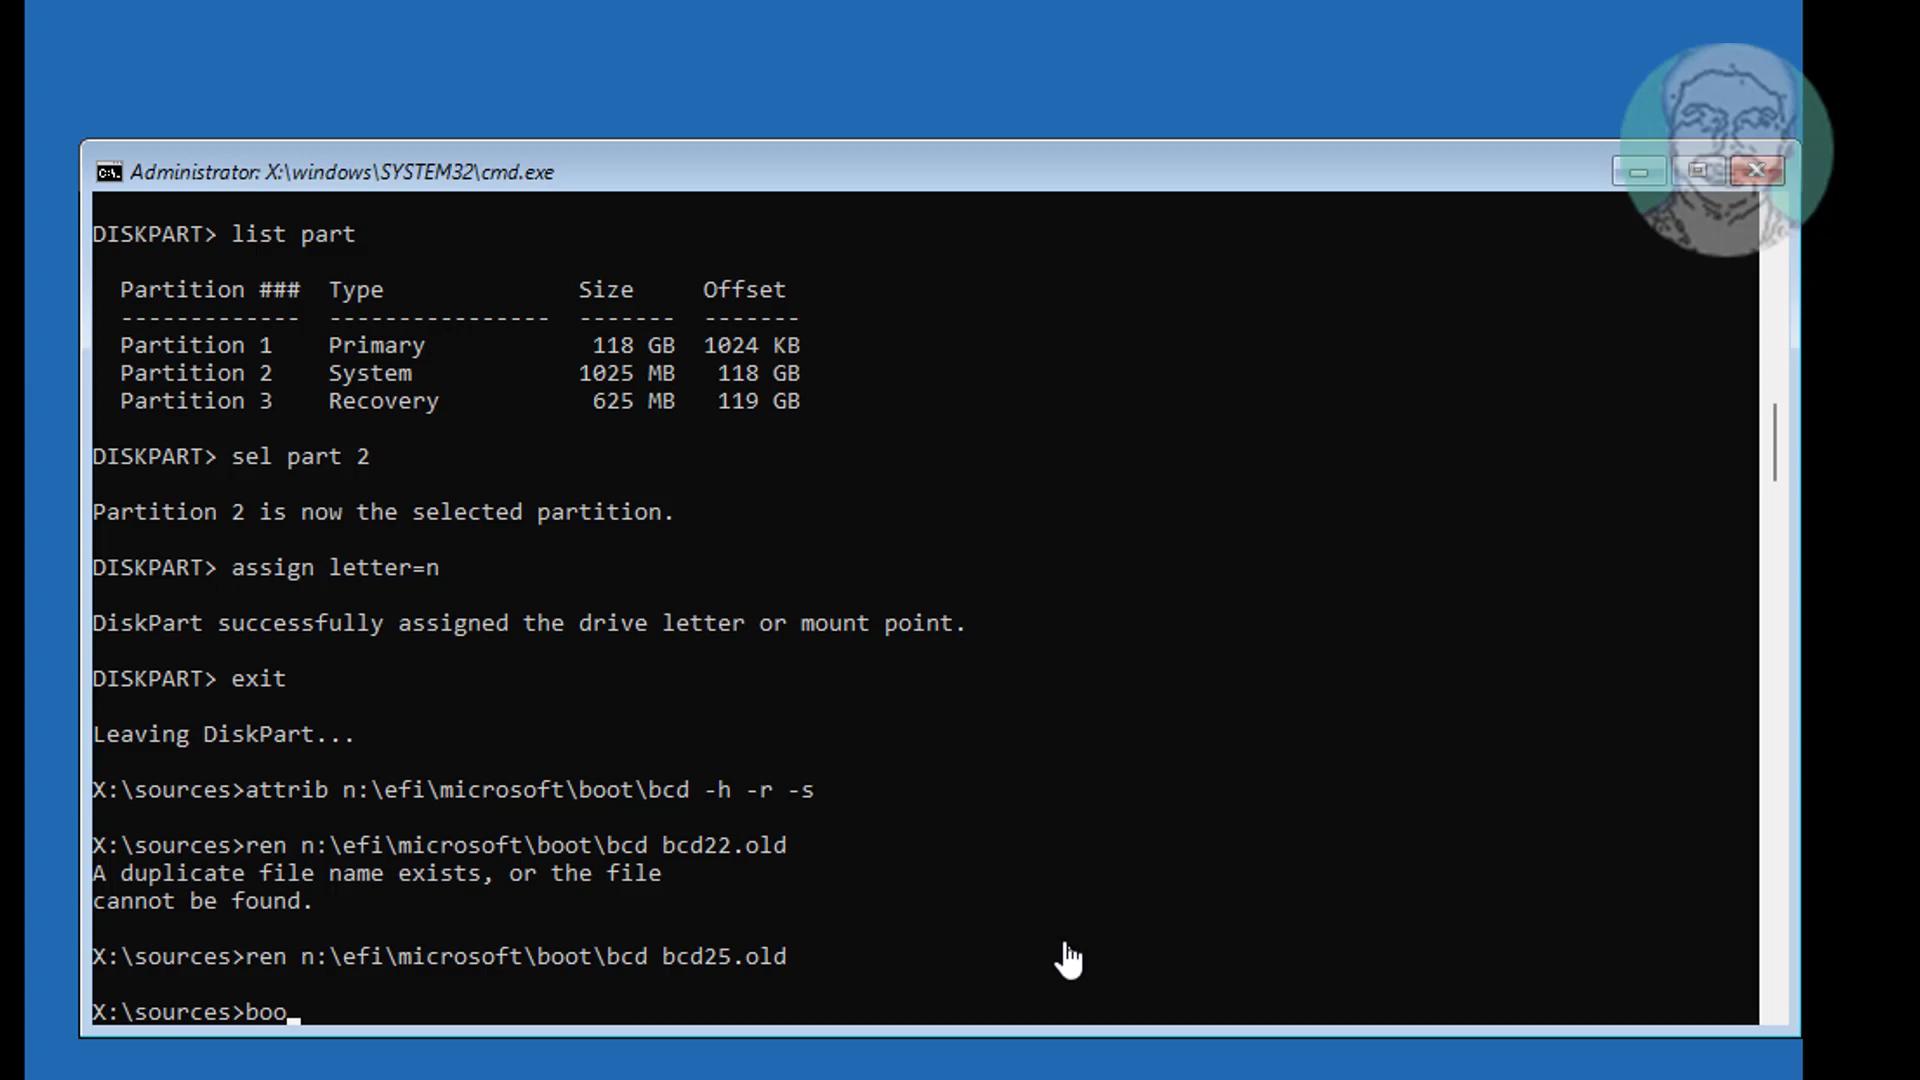 Administrator: X:\windows\SYSTEM32\cmd.exe
DISKPART> list part
Partition ### Type Size Offset
------------- ---------------- ------- -------
Partition 1 Primary 118 GB 1024 KB
Partition 2 System 1025 MB 118 GB
Partition 3 Recovery 625 MB 119 GB
DISKPART> sel part 2
Partition 2 is now the selected partition.
DISKPART> assign letter=n
DiskPart successfully assigned the drive letter or mount point.
DISKPART> exit
Leaving DiskPart...
X:\sources>attrib n:\efi\microsoft\boot\bcd -h -r -s
X:\sources>ren n:\efi\microsoft\boot\bcd bcd22.old
A duplicate file name exists, or the file
cannot be found.
X:\sources>ren n:\efi\microsoft\boot\bcd bcd25.old
X:\sources>boo_